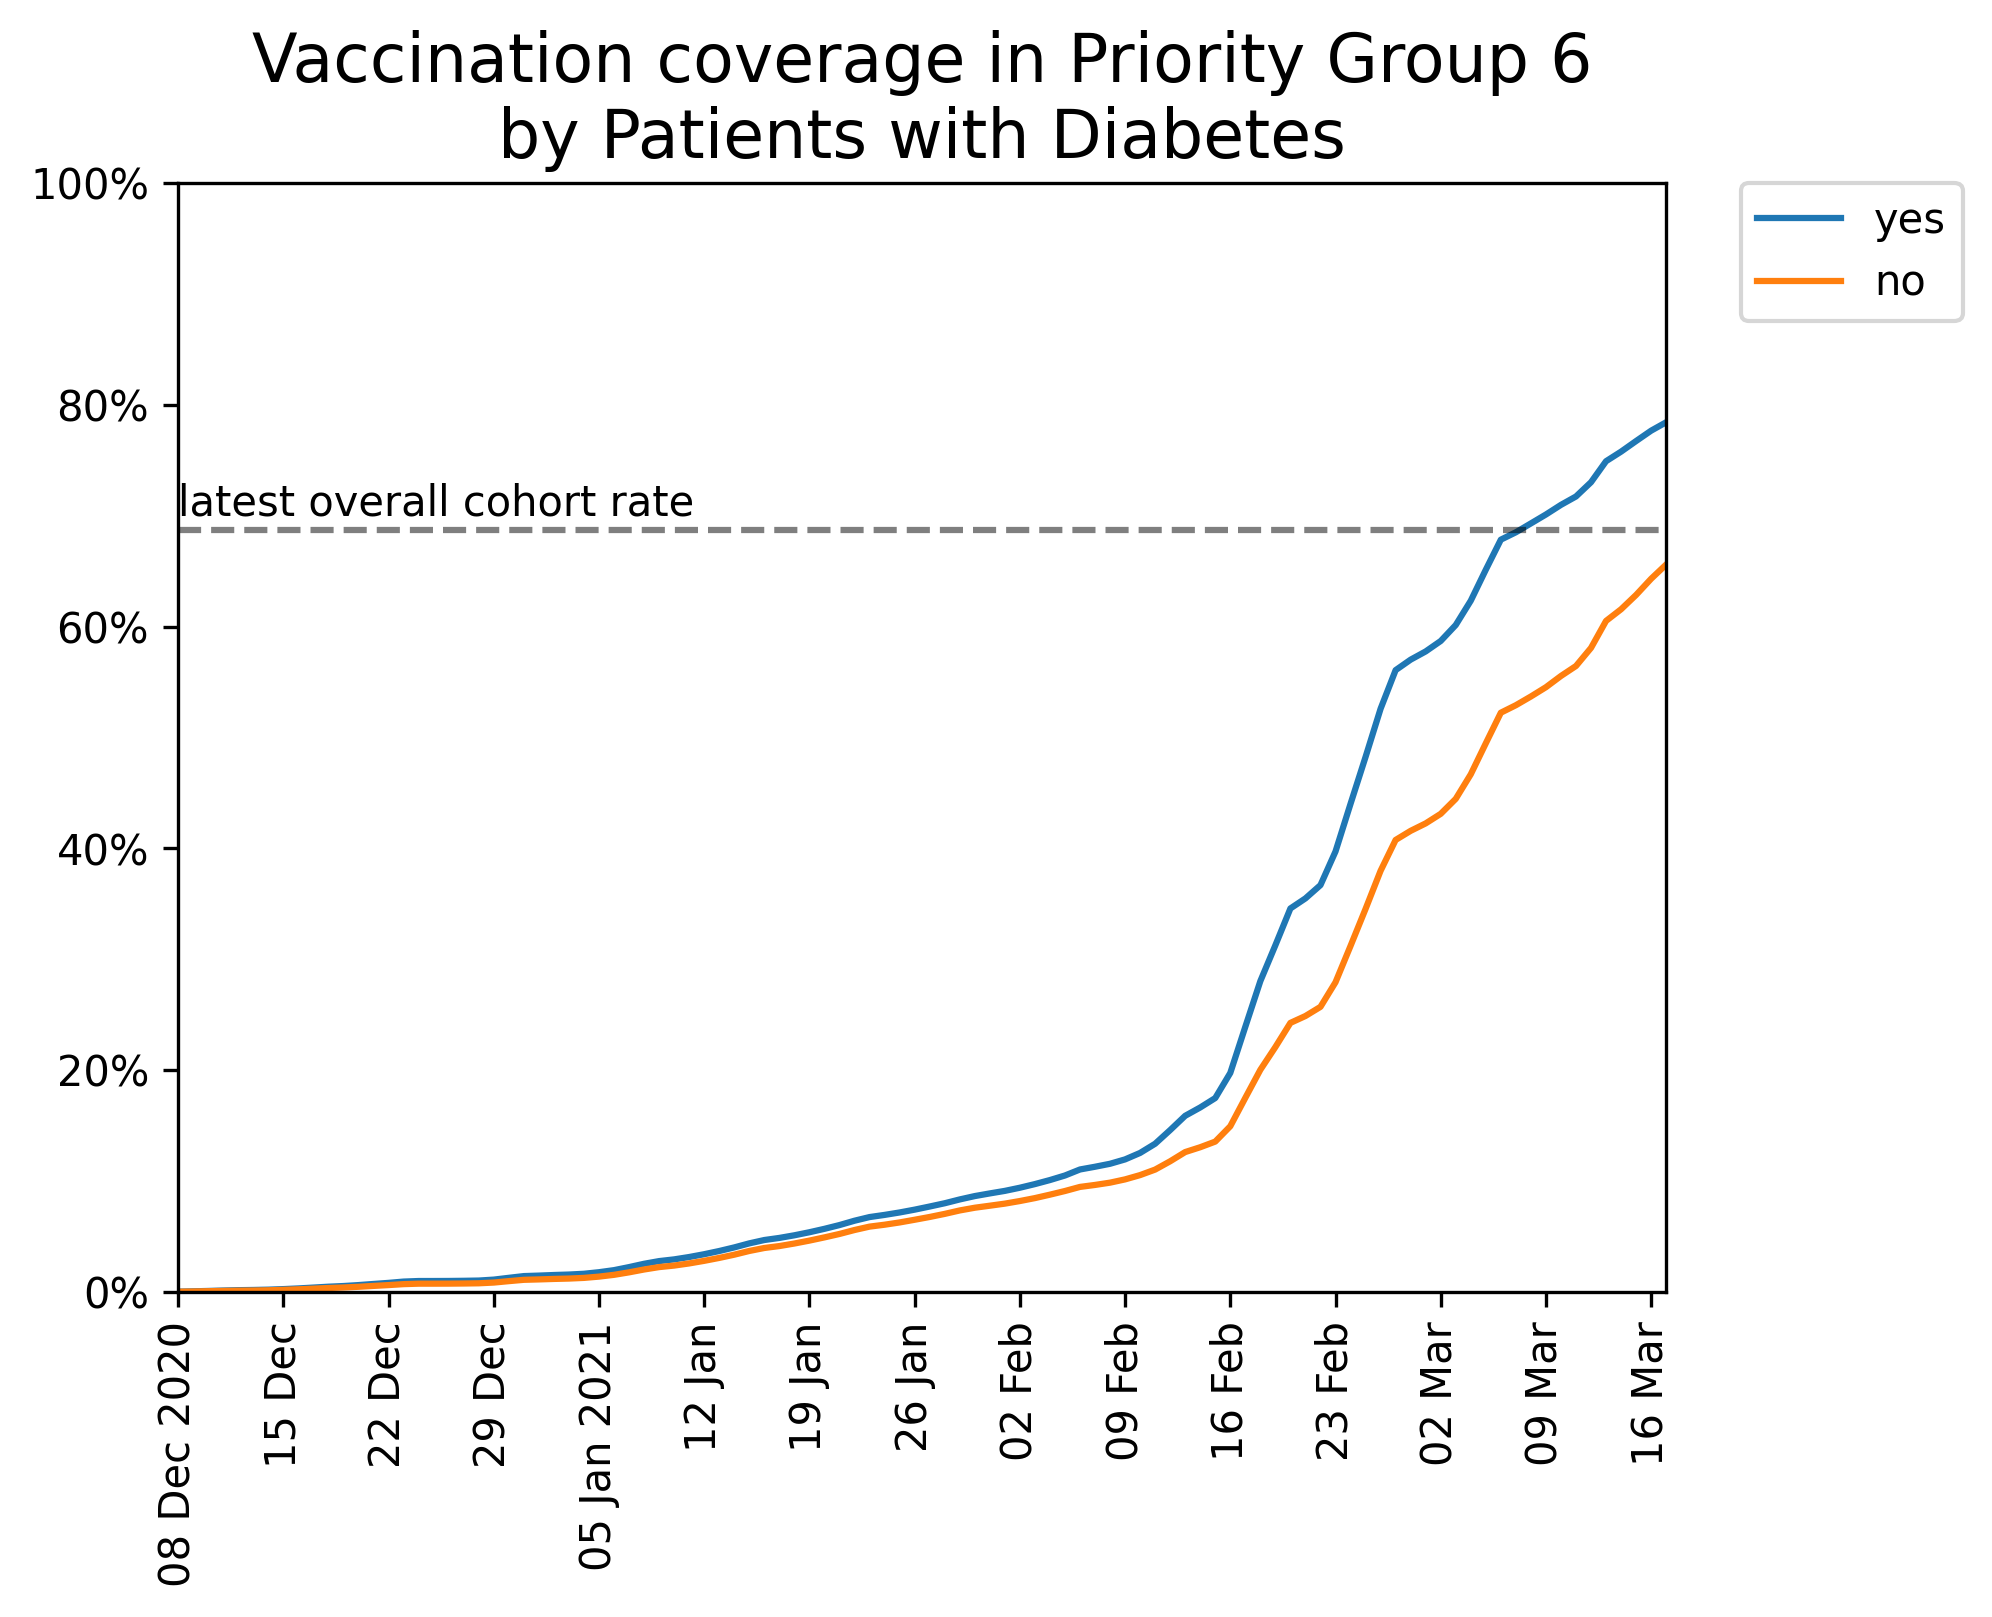 Vaccination coverage in Priority Group 6
by Patients with Diabetes
100%
80%
60%
40%
20%
0%
latest overall cohort rate
yes
no
08 Dec 2020
15 Dec
22 Dec
29 Dec
05 Jan 2021
12 Jan
19 Jan
26 Jan
02 Feb
09 Feb
16 Feb
23 Feb
02 Mar
09 Mar
16 Mar